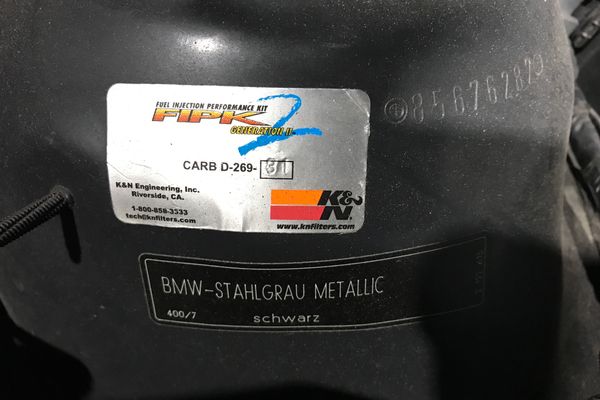 FUEL INJECTION PERFORMANCE KIT
FIPK 2
GENERATION II
CARB D-269-
K&N Engineering, Inc.
Riverside, CA.
1-800-858-3333
tech@knfilters.com
K&N
www.knfilters.com
BMW-STAHLGRAU METALLIC
400/7
schwarz